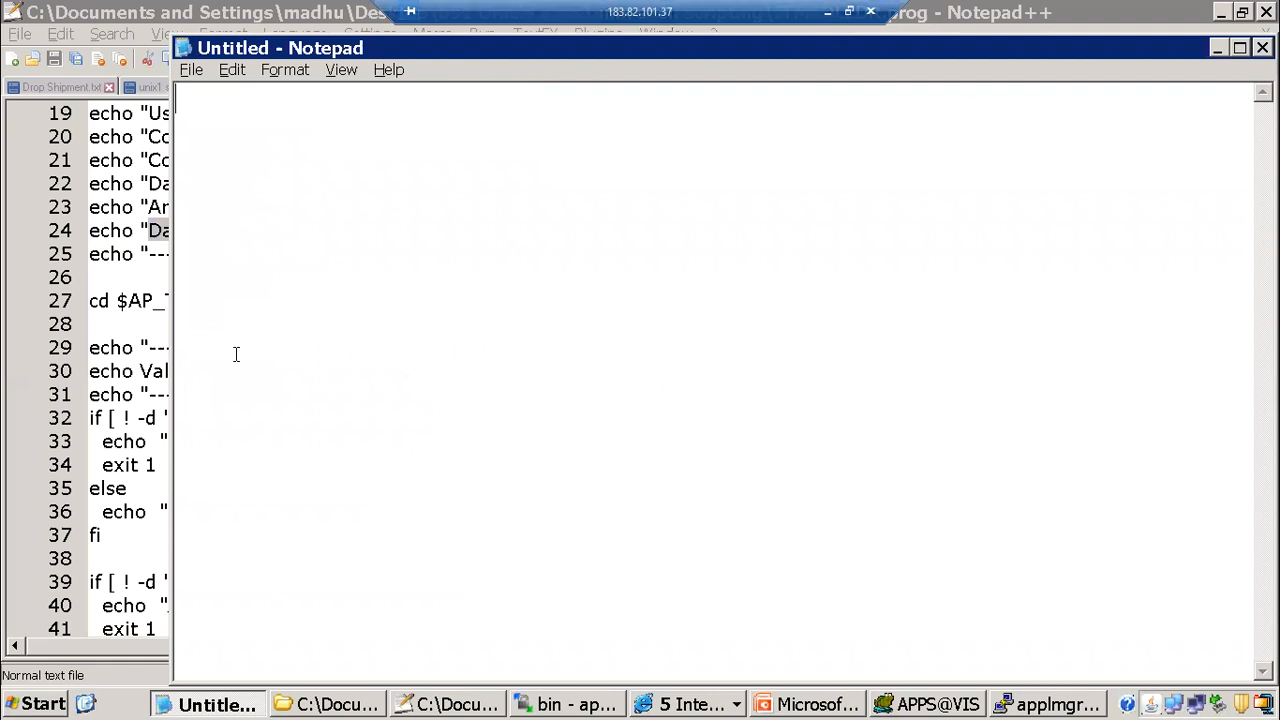 C:\Documents and Settings\madhu\Des
183.82.101.37
prog - Notepad++
File Edit Search
Untitled - Notepad
File Edit Format View Help
Drop Shipment.txt unix1 s
19 echo "Us
20 echo "Co
21 echo "Co
22 echo "Da
23 echo "Ar
24 echo "Da
25 echo "---
26
27 cd $AP_T
28
29 echo "---
30 echo Val
31 echo "---
32 if [ ! -d "
33 echo "
34 exit 1
35 else
36 echo "
37 fi
38
39 if [ ! -d "
40 echo "
41 exit 1
Normal text file
Start Untitle... C:\Docu... C:\Docu... bin - ap... 5 Inte... Microsof... APPS@VIS applmgr...